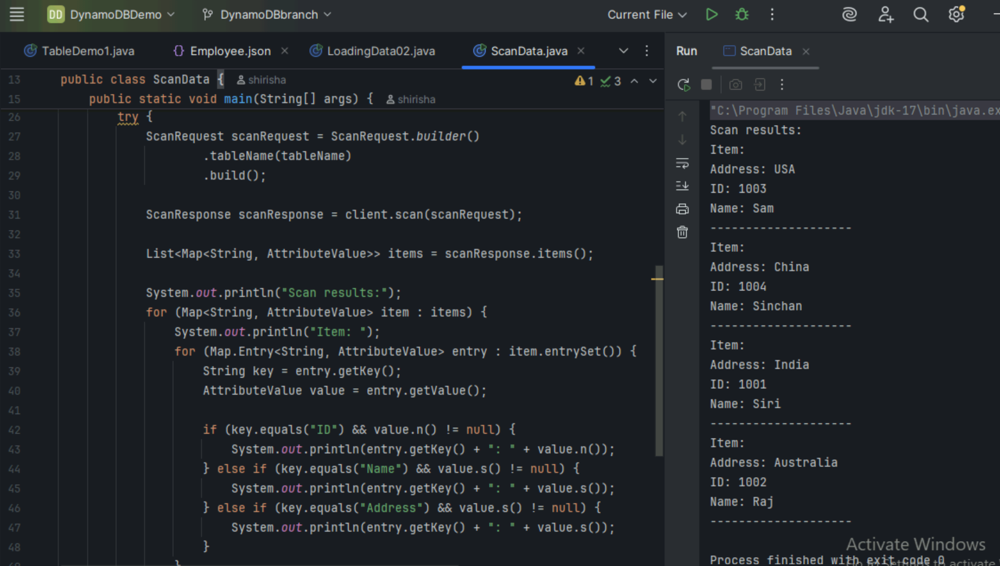 DD DynamoDBDemo DynamoDBbranch Current File
TableDemo1.java Employee.json LoadingData02.java ScanData.java
13 public class ScanData { shirisha
1 3
15 public static void main(String[] args) { shirisha
26 try {
27 ScanRequest scanRequest = ScanRequest.builder()
28 .tableName(tableName)
29 .build();
30
31 ScanResponse scanResponse = client.scan(scanRequest);
32
33 List<Map<String, AttributeValue>> items = scanResponse.items();
34
35 System.out.println("Scan results:");
36 for (Map<String, AttributeValue> item : items) {
37 System.out.println("Item: ");
38 for (Map.Entry<String, AttributeValue> entry : item.entrySet()) {
39 String key = entry.getKey();
40 AttributeValue value = entry.getValue();
41
42 if (key.equals("ID") && value.n() != null) {
43 System.out.println(entry.getKey() + ": " + value.n());
44 } else if (key.equals("Name") && value.s() != null) {
45 System.out.println(entry.getKey() + ": " + value.s());
46 } else if (key.equals("Address") && value.s() != null) {
47 System.out.println(entry.getKey() + ": " + value.s());
48 }
}
Run ScanData
"C:\Program Files\Java\jdk-17\bin\java.ex
Scan results:
Item:
Address: USA
ID: 1003
Name: Sam
--------------------
Item:
Address: China
ID: 1004
Name: Sinchan
--------------------
Item:
Address: India
ID: 1001
Name: Siri
--------------------
Item:
Address: Australia
ID: 1002
Name: Raj
--------------------
Activate Windows
Process finished with exit code 0
Go to Settings to activate